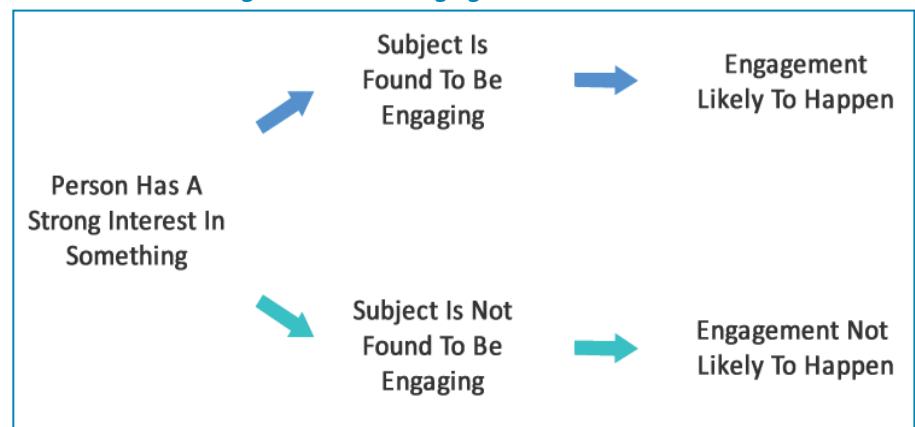 Person Has A
Strong Interest In
Something
Subject Is
Found To Be
Engaging
Engagement
Likely To Happen
Subject Is Not
Found To Be
Engaging
Engagement Not
Likely To Happen